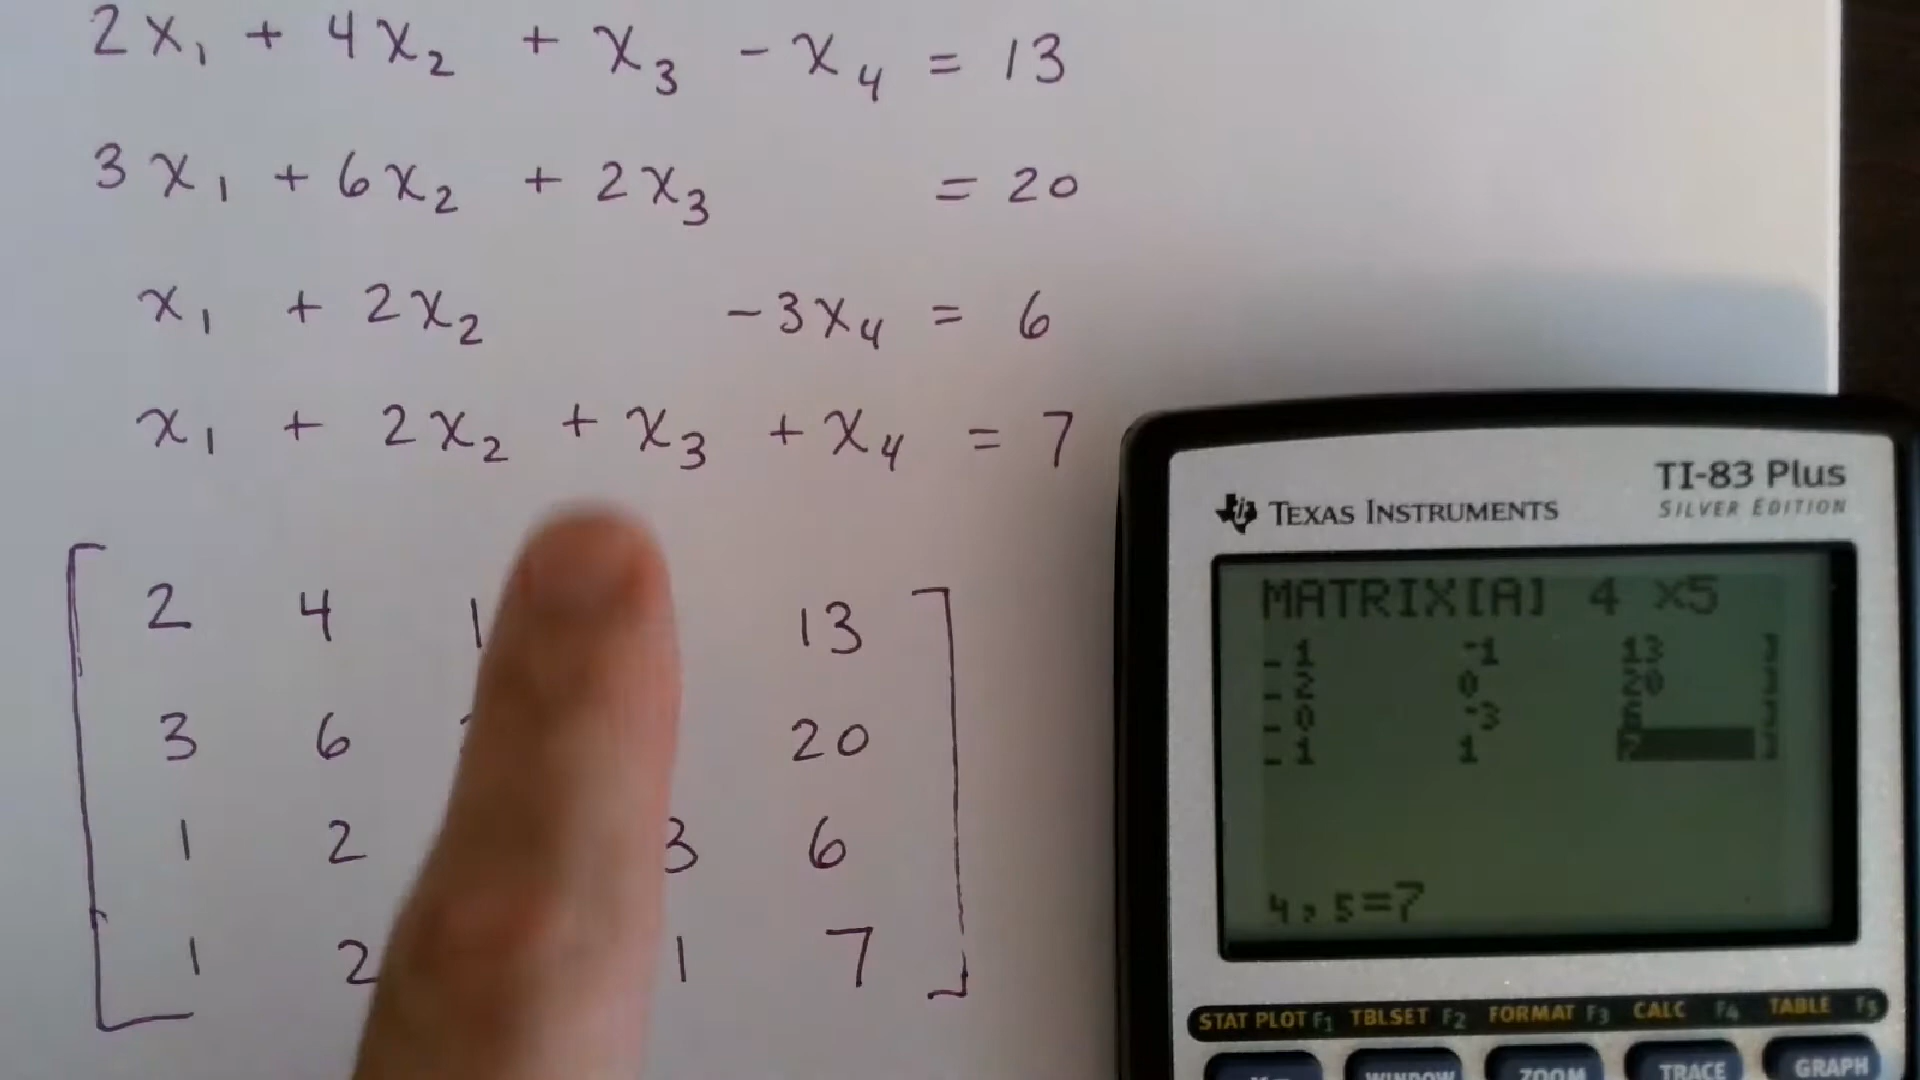 2x₁ + 4x₂ + x₃ - x₄ = 13
3x₁ + 6x₂ + 2x₃ = 20
x₁ + 2x₂ - 3x₄ = 6
x₁ + 2x₂ + x₃ + x₄ = 7
2 4 1 13
3 6 20
1 2 3 6
1 2 1 7
TI-83 Plus
TEXAS INSTRUMENTS SILVER EDITION
MATRIX[A] 4 ×5
-1 -1 13 ]
-2 0 20 ]
-0 -3 6 ]
-1 1 7 ]
4,5=7
STAT PLOT F1 TBLSET F2 FORMAT F3 CALC F4 TABLE F5
WINDOW ZOOM TRACE GRAPH